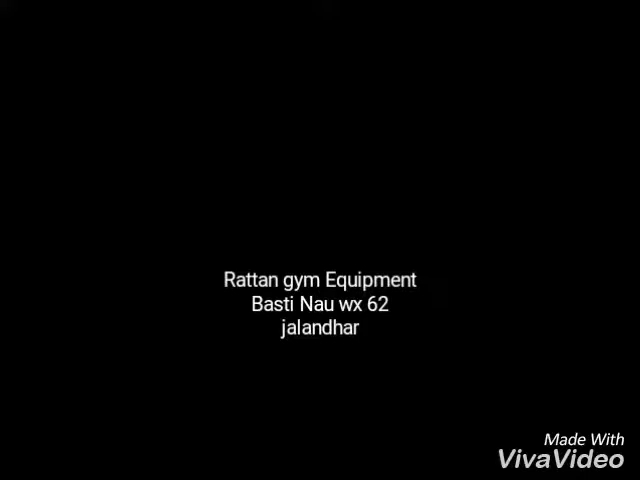 Rattan gym Equipment
Basti Nau wx 62
jalandhar
Made With
VivaVideo